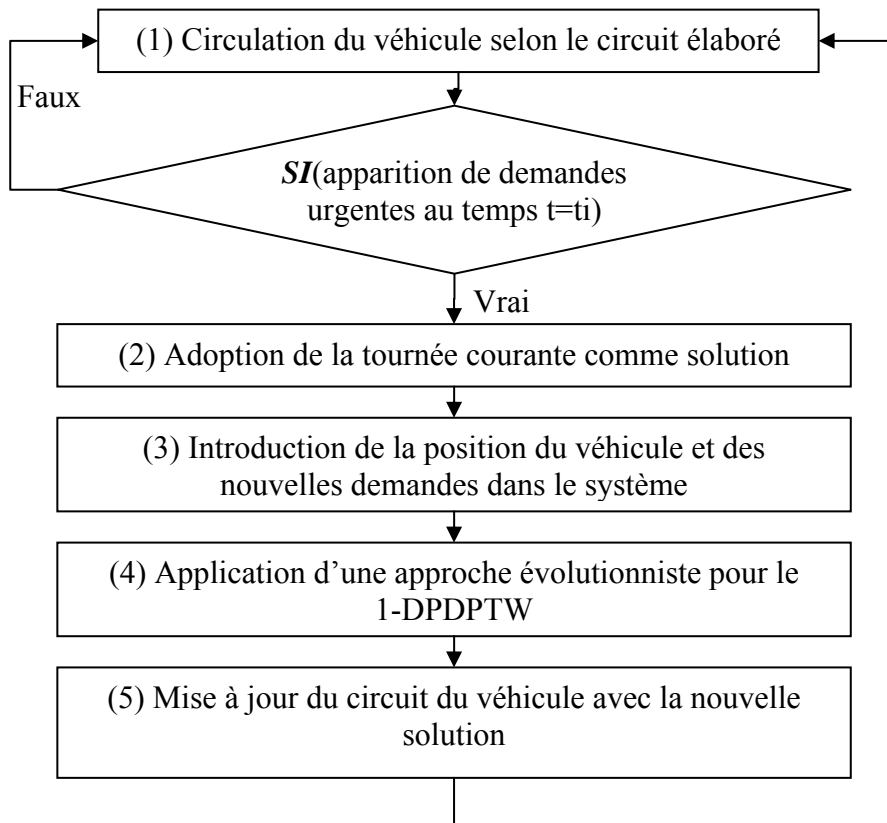 (1) Circulation du véhicule selon le circuit élaboré
Faux
SI(apparition de demandes
urgentes au temps t=ti)
Vrai
(2) Adoption de la tournée courante comme solution
(3) Introduction de la position du véhicule et des
nouvelles demandes dans le système
(4) Application d’une approche évolutionniste pour le
1-DPDPTW
(5) Mise à jour du circuit du véhicule avec la nouvelle
solution